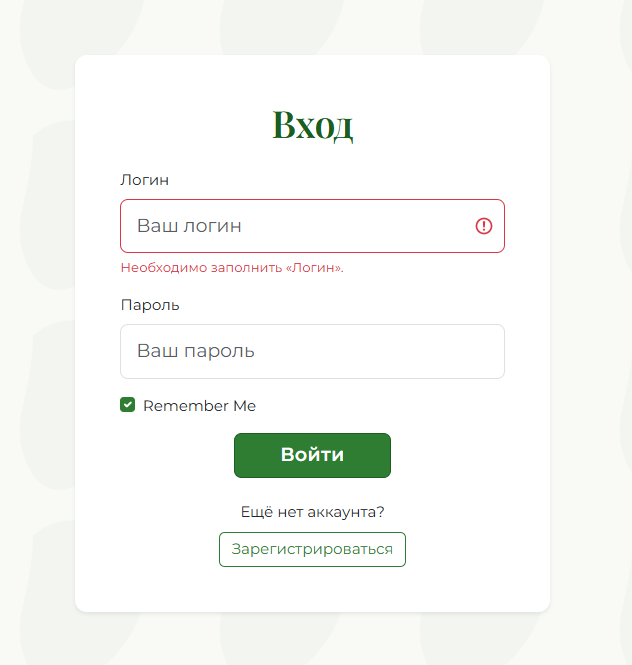 Вход
Логин
Ваш логин
Необходимо заполнить «Логин».
Пароль
Ваш пароль
Remember Me
Войти
Ещё нет аккаунта?
Зарегистрироваться